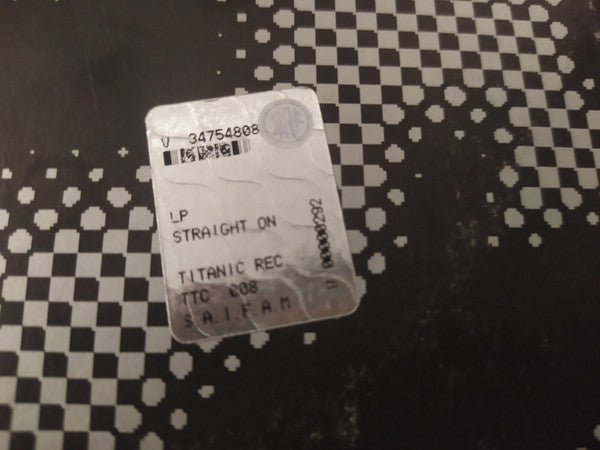 V 34754808
LP
STRAIGHT ON
TITANIC REC
TTC 008
S.A.I.F.A.M
V 00000292